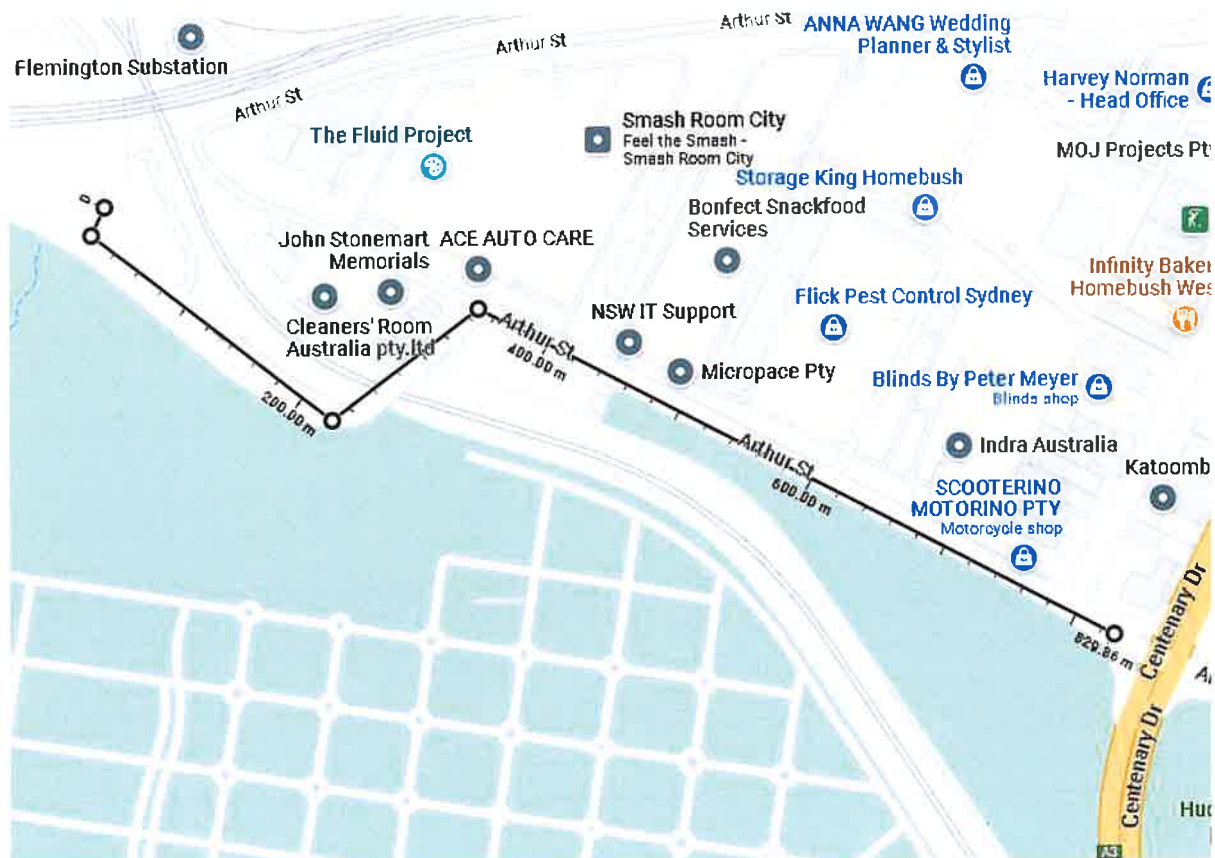 Arthur St
ANNA WANG Wedding
Planner & Stylist
Arthur St
Flemington Substation
Harvey Norman
- Head Office
Arthur St
The Fluid Project
Smash Room City
Feel the Smash -
Smash Room City
MOJ Projects Pt
Storage King Homebush
Bonfect Snackfood
Services
John Stonemart
Memorials
ACE AUTO CARE
Infinity Baker
Homebush Wes
Flick Pest Control Sydney
NSW IT Support
Cleaners' Room
Australia pty.ltd
Arthur St
400.00 m
Micropace Pty
Blinds By Peter Meyer
Blinds shop
200.00 m
Arthur St
Indra Australia
Katoomb
600.00 m
SCOOTERINO
MOTORINO PTY
Motorcycle shop
829.86 m
Centenary Dr
Centenary Dr
Hud
A3